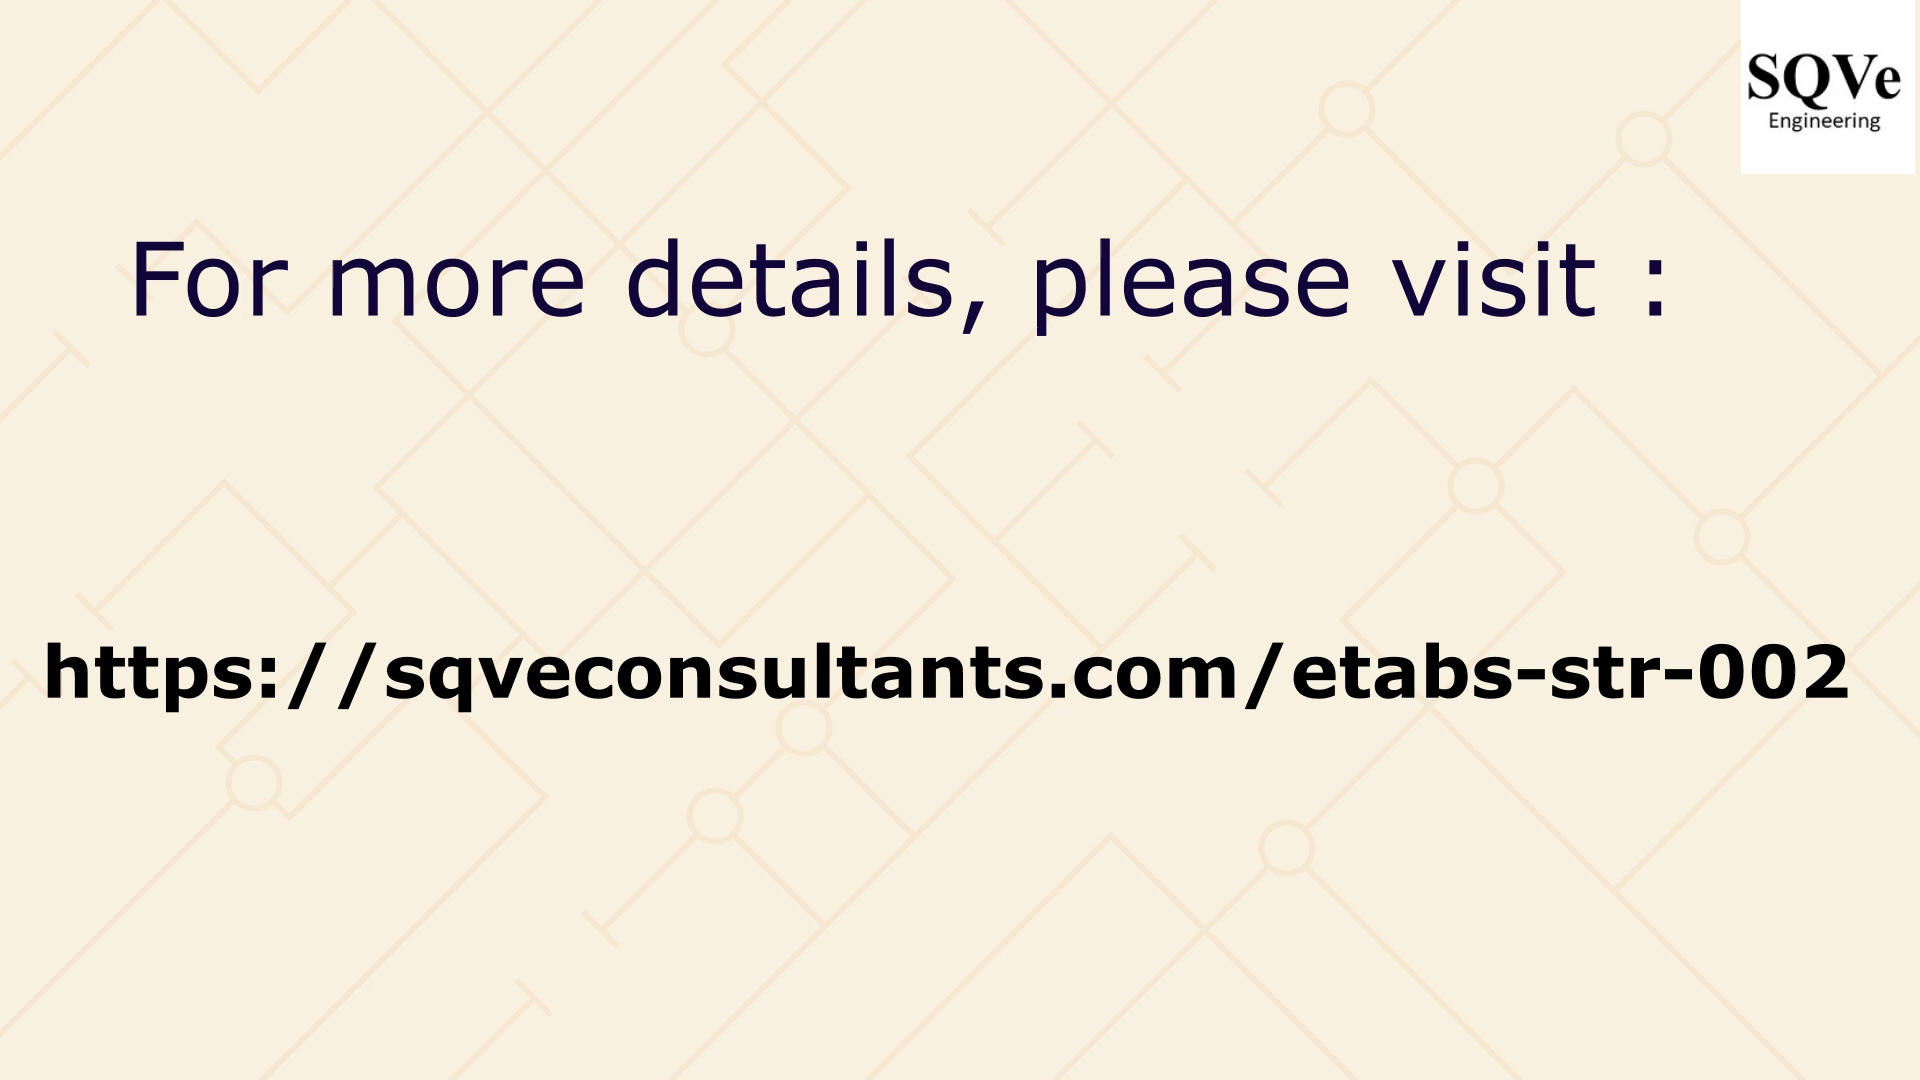 SQVe
Engineering
For more details, please visit :
https://sqveconsultants.com/etabs-str-002